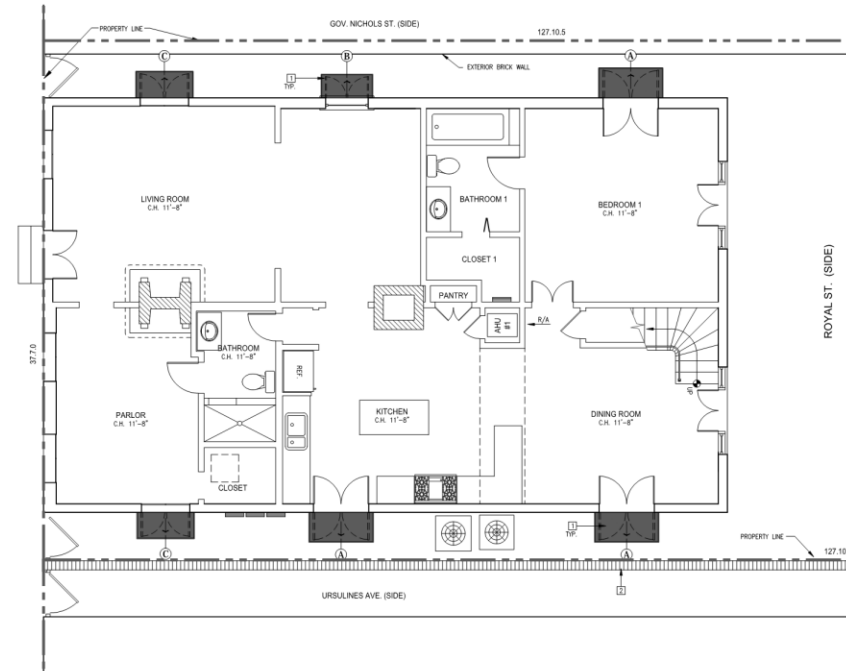 GOV. NICHOLS ST. (SIDE)
127.10.5
PROPERTY LINE
EXTERIOR BRICK WALL
C
B
A
1
TYP.
LIVING ROOM
C.H. 11'-8"
BATHROOM 1
BEDROOM 1
C.H. 11'-8"
CLOSET 1
PANTRY
AHU
#1
R/A
ROYAL ST. (SIDE)
37.7.0
BATHROOM
C.H. 11'-8"
REF.
UP
PARLOR
C.H. 11'-8"
KITCHEN
C.H. 11'-8"
DINING ROOM
C.H. 11'-8"
CLOSET
1
TYP.
C
A
A
PROPERTY LINE
127.10
2
URSULINES AVE. (SIDE)